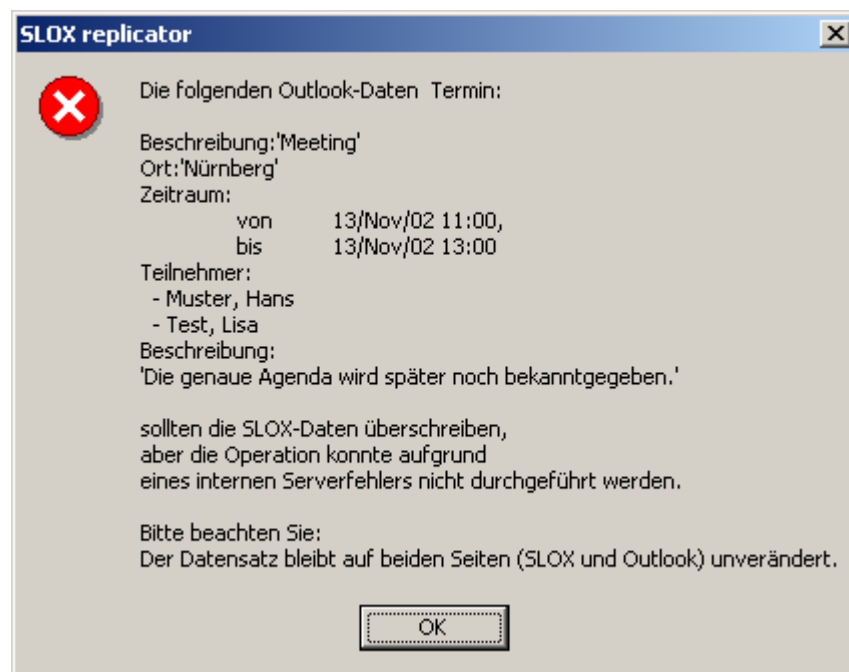 SLOX replicator
Die folgenden Outlook-Daten  Termin:
Beschreibung:'Meeting'
Ort:'Nürnberg'
Zeitraum:
von 13/Nov/02 11:00,
bis 13/Nov/02 13:00
Teilnehmer:
- Muster, Hans
- Test, Lisa
Beschreibung:
'Die genaue Agenda wird später noch bekanntgegeben.'
sollten die SLOX-Daten überschreiben,
aber die Operation konnte aufgrund
eines internen Serverfehlers nicht durchgeführt werden.
Bitte beachten Sie:
Der Datensatz bleibt auf beiden Seiten (SLOX und Outlook) unverändert.
OK